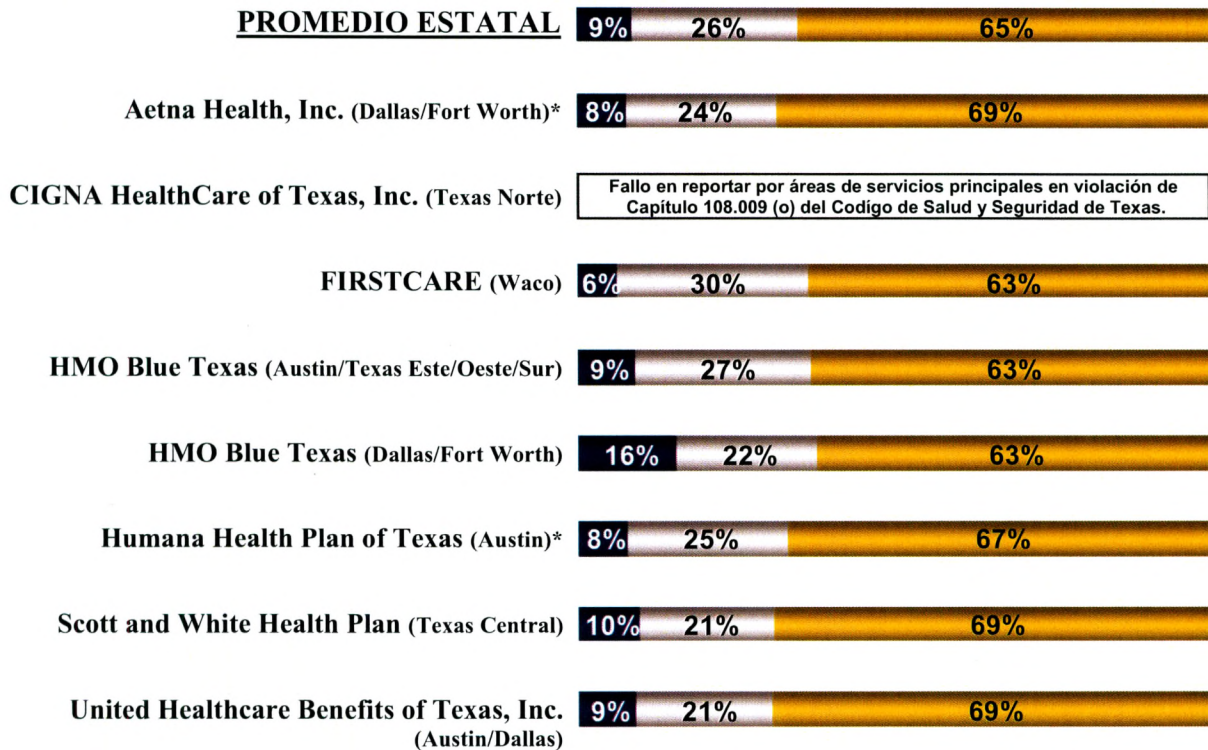 PROMEDIO ESTATAL 9% 26% 65%
Aetna Health, Inc. (Dallas/Fort Worth)* 8% 24% 69%
CIGNA HealthCare of Texas, Inc. (Texas Norte) Fallo en reportar por áreas de servicios principales en violación de
Capítulo 108.009 (o) del Codígo de Salud y Seguridad de Texas.
FIRSTCARE (Waco) 6% 30% 63%
HMO Blue Texas (Austin/Texas Este/Oeste/Sur) 9% 27% 63%
HMO Blue Texas (Dallas/Fort Worth) 16% 22% 63%
Humana Health Plan of Texas (Austin)* 8% 25% 67%
Scott and White Health Plan (Texas Central) 10% 21% 69%
United Healthcare Benefits of Texas, Inc. 9% 21% 69%
(Austin/Dallas)